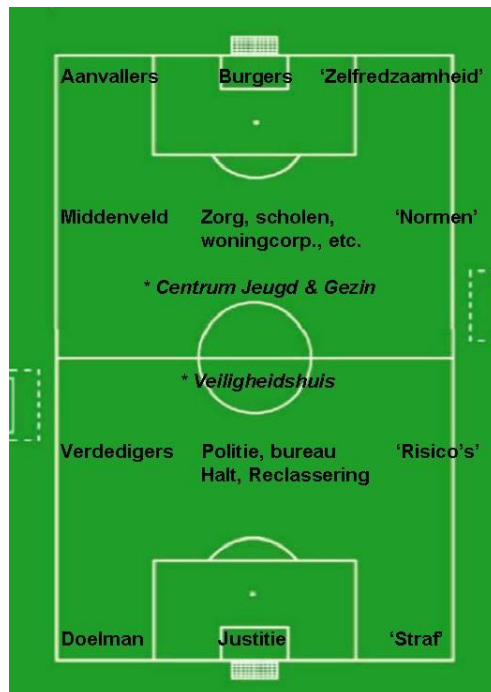 Aanvallers Burgers ‘Zelfredzaamheid’
Middenveld Zorg, scholen, ‘Normen’
woningcorp., etc.
* Centrum Jeugd & Gezin
* Veiligheidshuis
Verdedigers Politie, bureau ‘Risico’s’
Halt, Reclassering
Doelman Justitie ‘Straf’